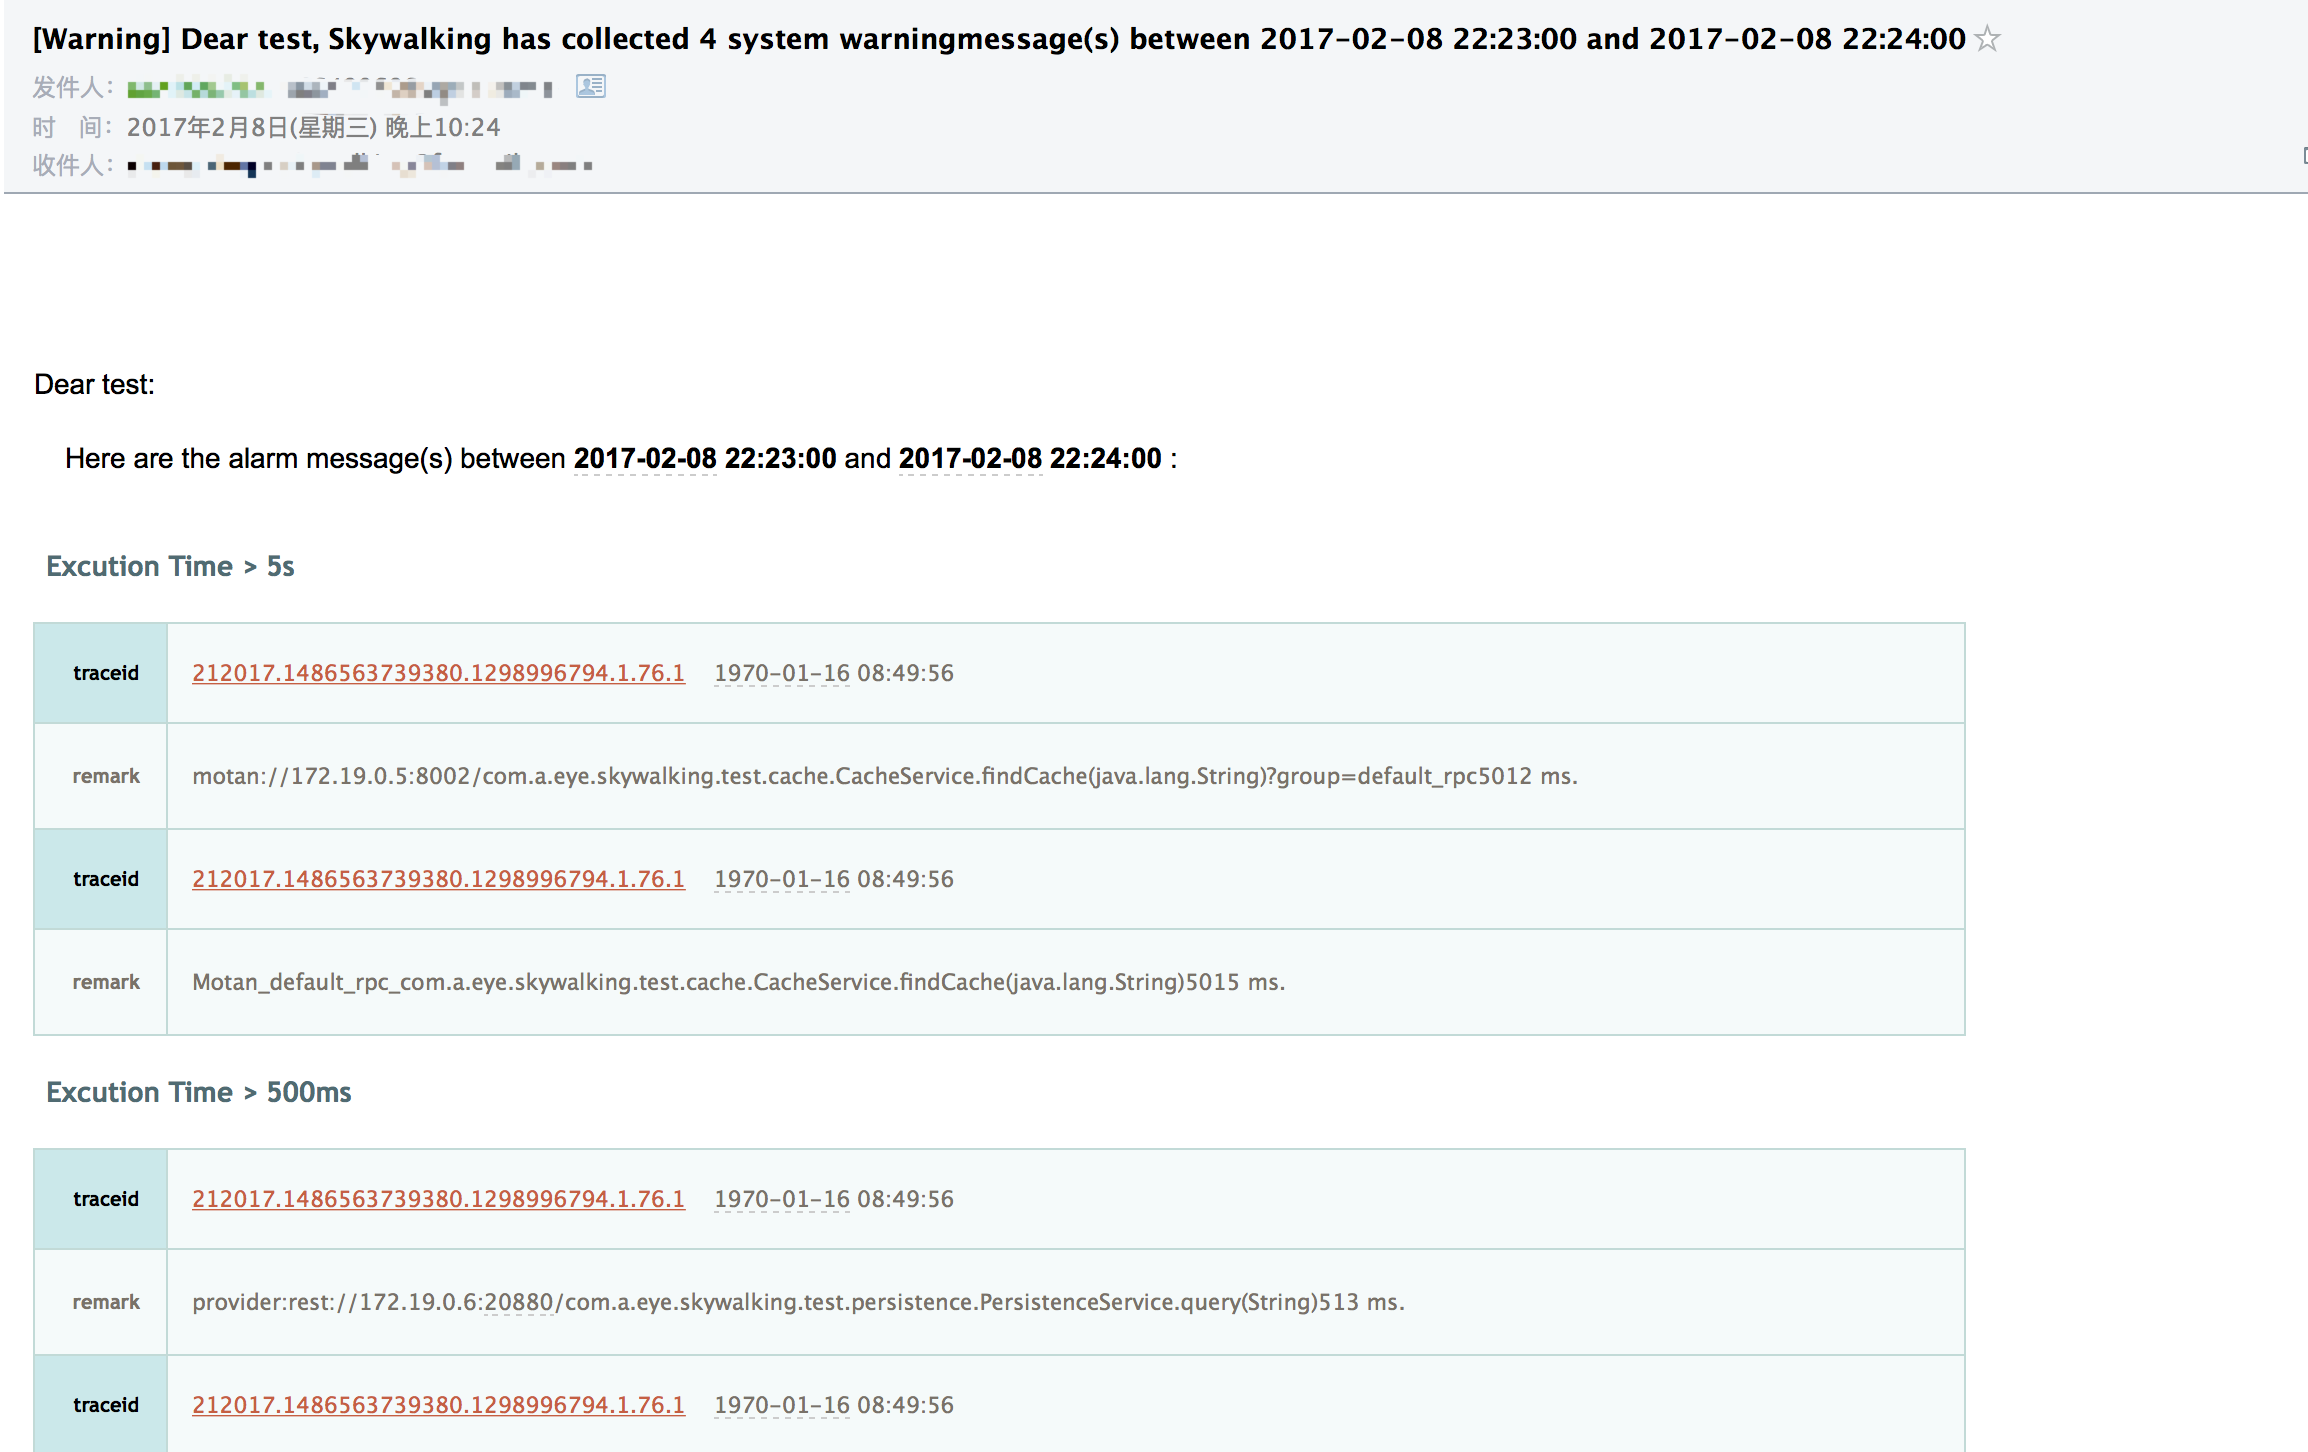 [Warning] Dear test, Skywalking has collected 4 system warningmessage(s) between 2017-02-08 22:23:00 and 2017-02-08 22:24:00
发件人：
时 间： 2017年2月8日(星期三) 晚上10:24
收件人：
Dear test:
Here are the alarm message(s) between 2017-02-08 22:23:00 and 2017-02-08 22:24:00 :
Excution Time > 5s
traceid 212017.1486563739380.1298996794.1.76.1 1970-01-16 08:49:56
remark motan://172.19.0.5:8002/com.a.eye.skywalking.test.cache.CacheService.findCache(java.lang.String)?group=default_rpc5012 ms.
traceid 212017.1486563739380.1298996794.1.76.1 1970-01-16 08:49:56
remark Motan_default_rpc_com.a.eye.skywalking.test.cache.CacheService.findCache(java.lang.String)5015 ms.
Excution Time > 500ms
traceid 212017.1486563739380.1298996794.1.76.1 1970-01-16 08:49:56
remark provider:rest://172.19.0.6:20880/com.a.eye.skywalking.test.persistence.PersistenceService.query(String)513 ms.
traceid 212017.1486563739380.1298996794.1.76.1 1970-01-16 08:49:56